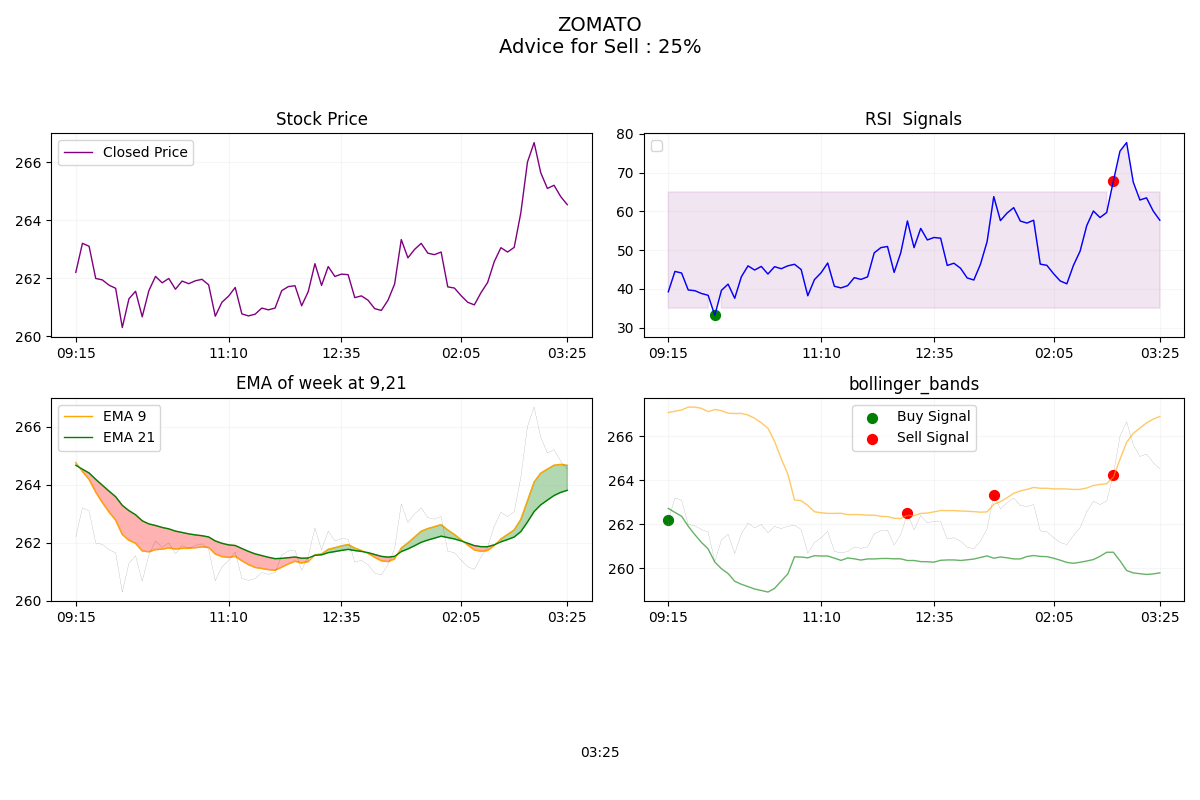 ZOMATO
Advice for Sell : 25%
Stock Price
Closed Price
266
264
262
260
09:15 11:10 12:35 02:05 03:25
RSI  Signals
80
70
60
50
40
30
09:15 11:10 12:35 02:05 03:25
EMA of week at 9,21
EMA 9
EMA 21
266
264
262
260
09:15 11:10 12:35 02:05 03:25
bollinger_bands
Buy Signal
Sell Signal
266
264
262
260
09:15 11:10 12:35 02:05 03:25
03:25